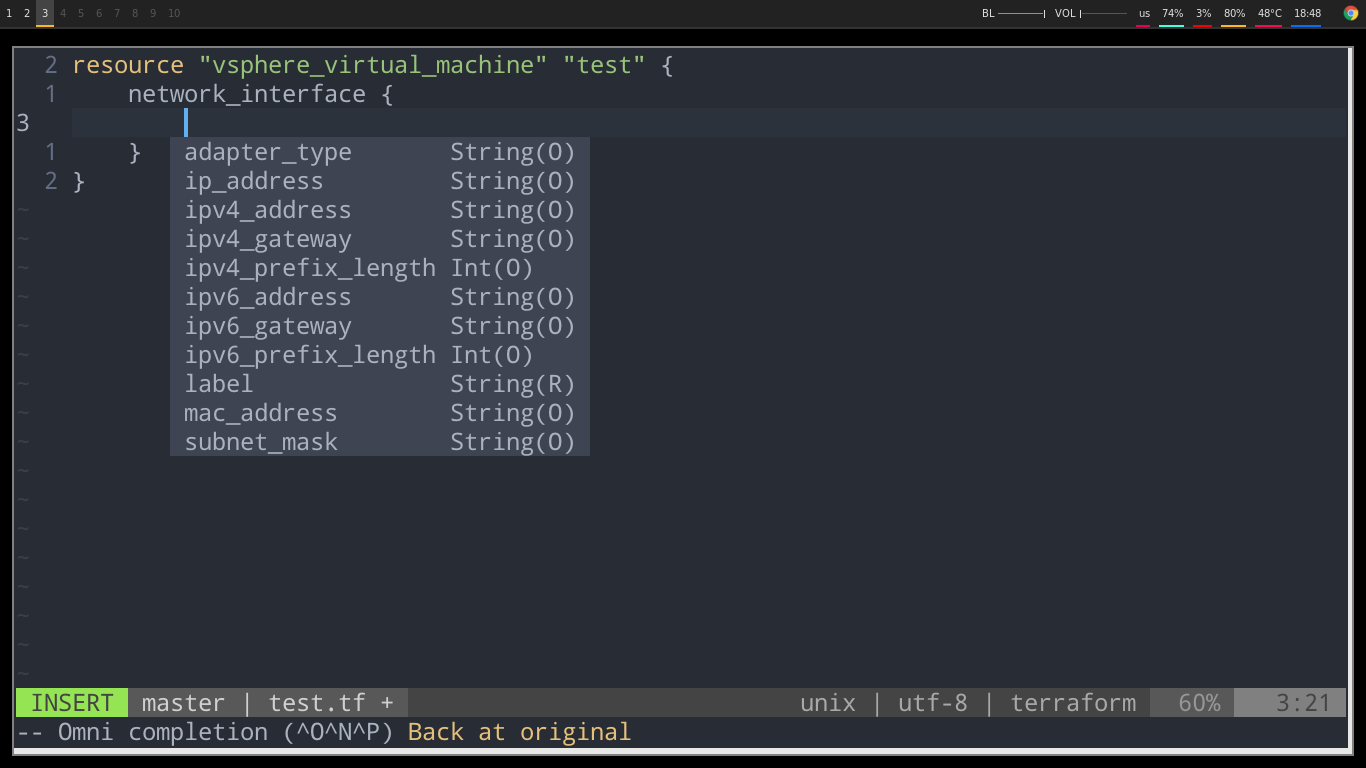 1 2 3 4 5 6 7 8 9 10 BL VOL us 74% 3% 80% 48°C 18:48
2 resource "vsphere_virtual_machine" "test" {
1 network_interface {
3
1 } adapter_type String(O)
2 } ip_address String(O)
~ ipv4_address String(O)
~ ipv4_gateway String(O)
~ ipv4_prefix_length Int(O)
~ ipv6_address String(O)
~ ipv6_gateway String(O)
~ ipv6_prefix_length Int(O)
~ label String(R)
~ mac_address String(O)
~ subnet_mask String(O)
~
~
~
~
~
~
~
~
INSERT master | test.tf + unix | utf-8 | terraform 60% 3:21
-- Omni completion (^O^N^P) Back at original